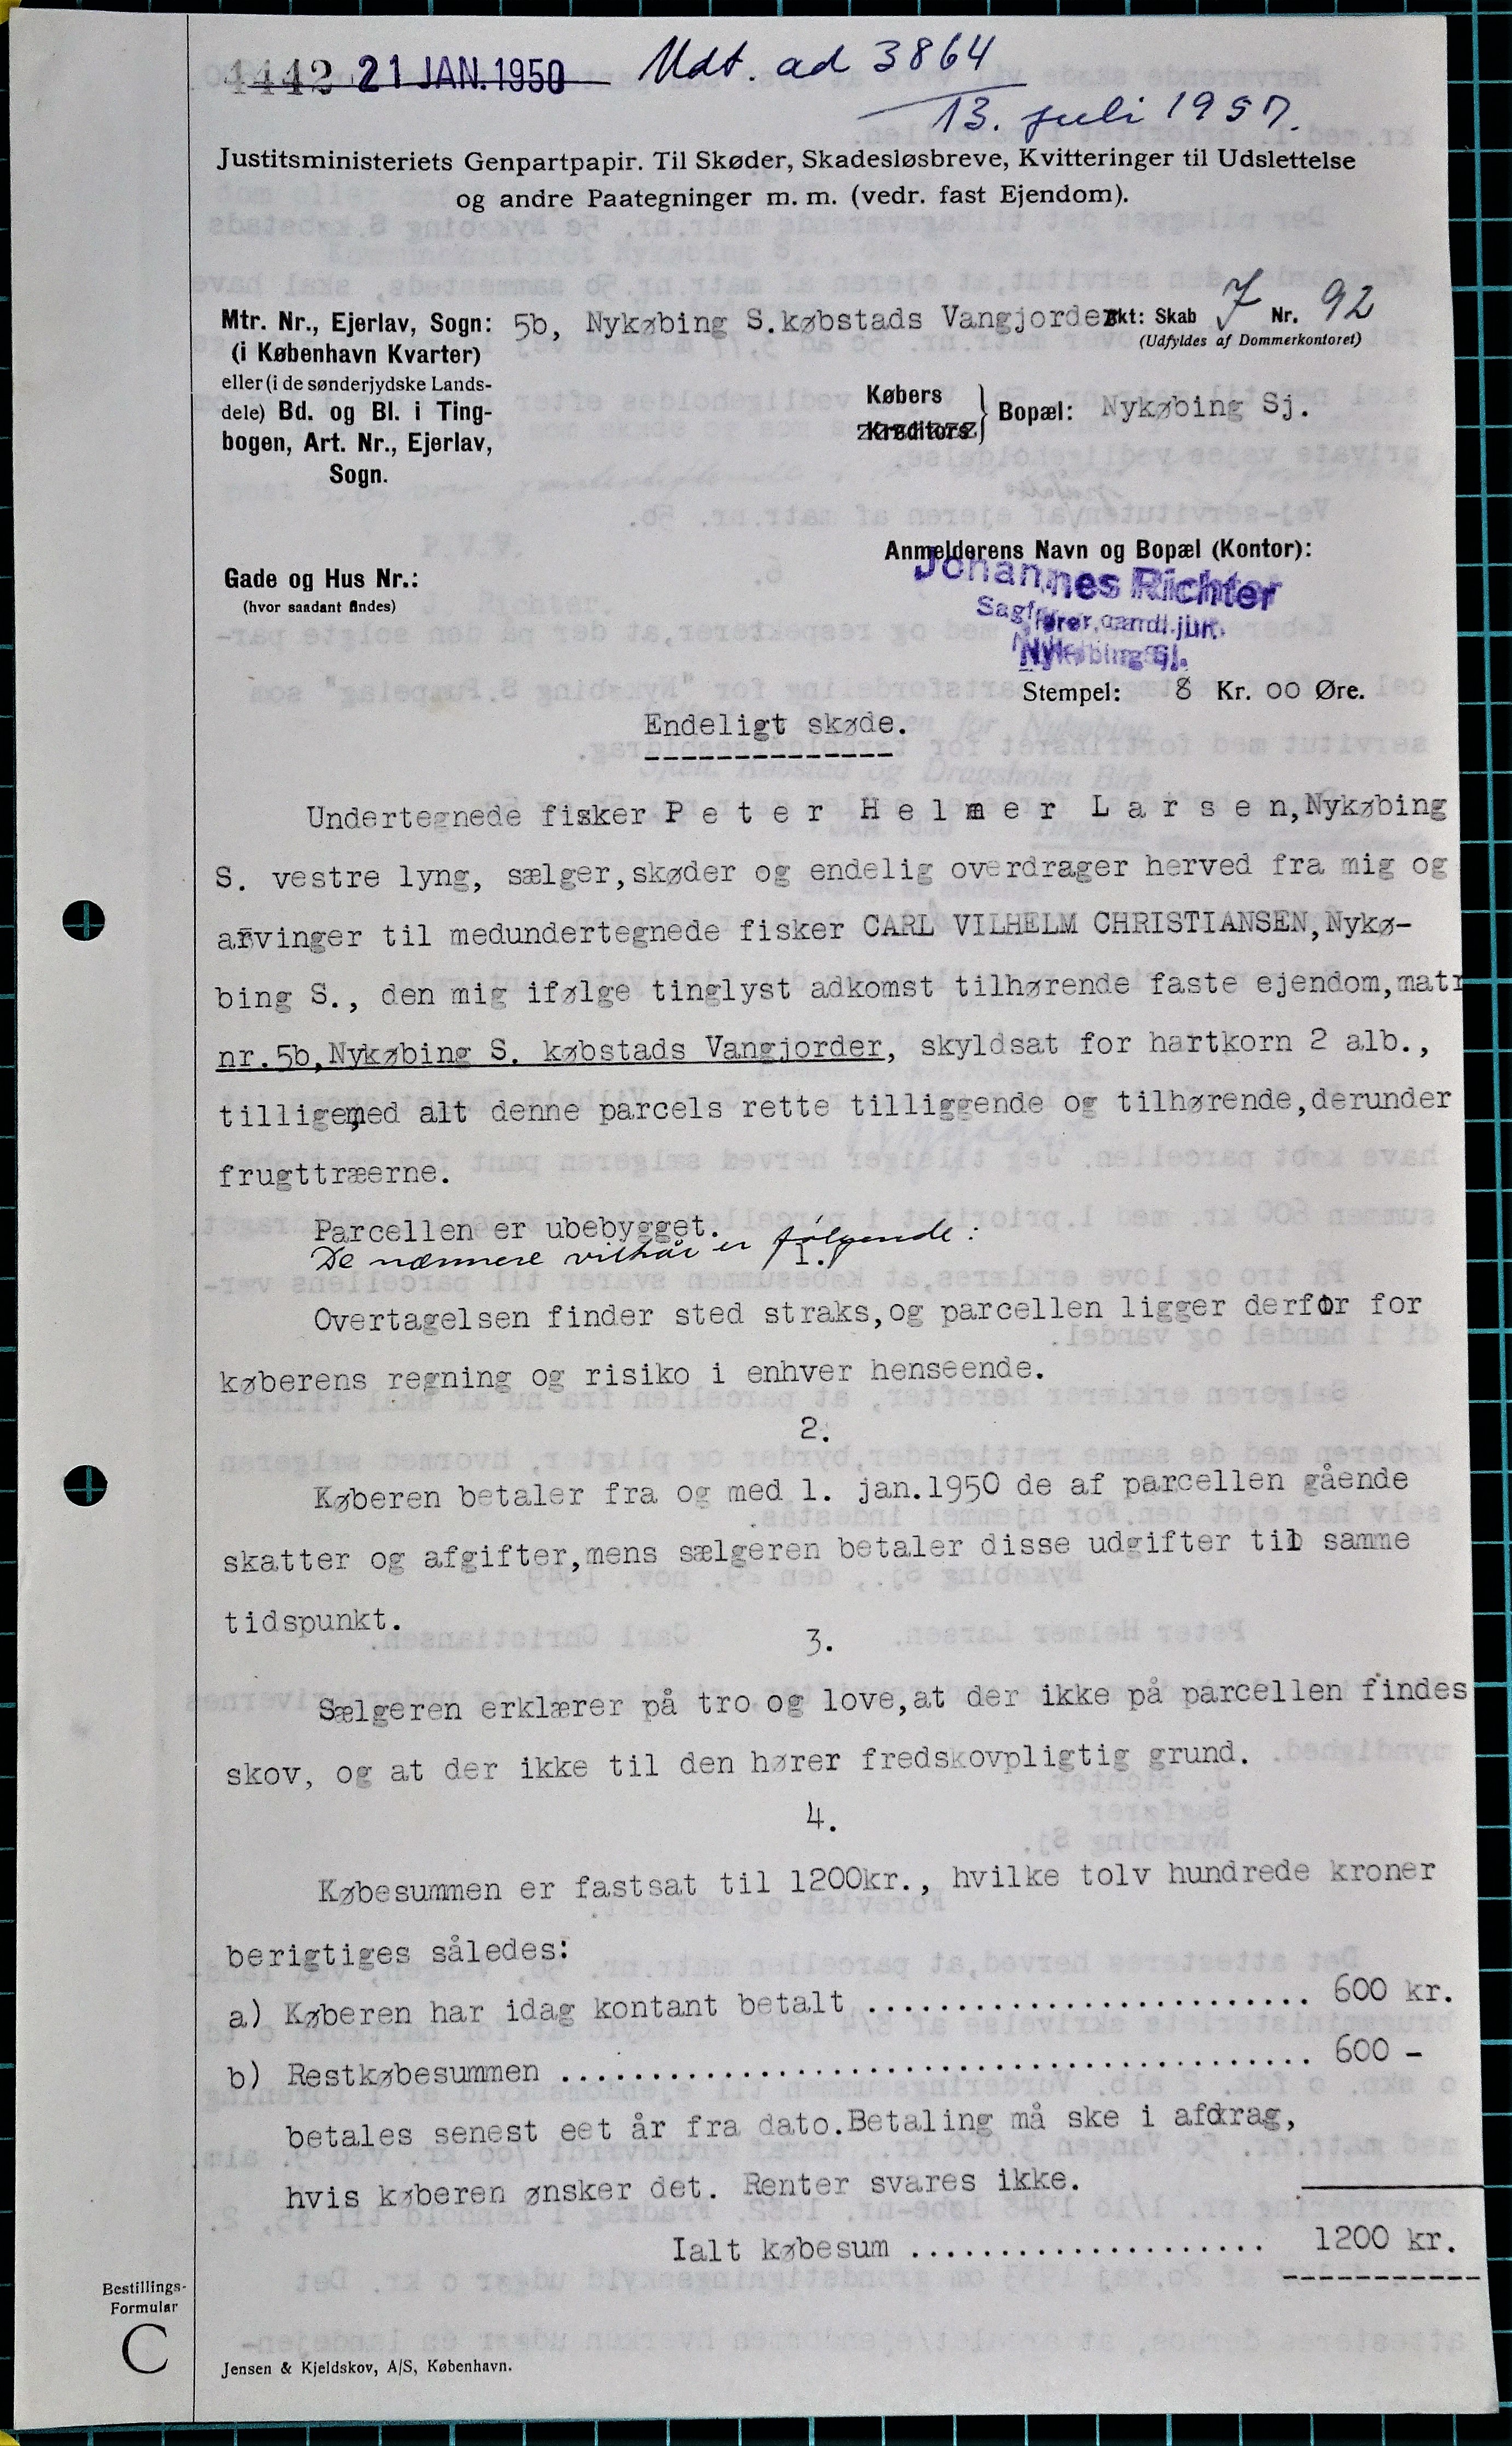 4442 21 JAN. 1950 Udt. ad 3864
13. juli 1957.
Justitsministeriets Genpartpapir. Til Skøder, Skadesløsbreve, Kvitteringer til Udslettelse
og andre Paategninger m. m. (vedr. fast Ejendom).
Mtr. Nr., Ejerlav, Sogn: 5b, Nykøbing S.købstads Vangjorder Akt: Skab 7 Nr. 92
(i København Kvarter) (Udfyldes af Dommerkontoret)
eller (i de sønderjydske Lands-
dele) Bd. og Bl. i Ting-
bogen, Art. Nr., Ejerlav,
Sogn.
Købers
Kreditors } Bopæl: Nykøbing Sj.
Gade og Hus Nr.:
(hvor saadant findes)
Anmelderens Navn og Bopæl (Kontor):
Johannes Richter
Sagfører, cand. jur.
Nykøbing Sj.
Stempel: 8 Kr. 00 Øre.
Endeligt skøde.
Undertegnede fisker P e t e r H e l m e r L a r s e n, Nykøbing
S. vestre lyng, sælger, skøder og endelig overdrager herved fra mig og
arvinger til medundertegnede fisker CARL VILHELM CHRISTIANSEN, Nykø-
bing S., den mig ifølge tinglyst adkomst tilhørende faste ejendom, matr
nr. 5b, Nykøbing S. købstads Vangjorder, skyldsat for hartkorn 2 alb.,
tilligemed alt denne parcels rette tilliggende og tilhørende, derunder
frugttræerne.
Parcellen er ubebygget.
De nærmere vilkår er følgende:
1.
Overtagelsen finder sted straks, og parcellen ligger derfor for
køberens regning og risiko i enhver henseende.
2.
Køberen betaler fra og med 1. jan. 1950 de af parcellen gående
skatter og afgifter, mens sælgeren betaler disse udgifter til samme
tidspunkt.
3.
Sælgeren erklærer på tro og love, at der ikke på parcellen findes
skov, og at der ikke til den hører fredskovpligtig grund.
4.
Købesummen er fastsat til 1200kr., hvilke tolv hundrede kroner
berigtiges således:
a) Køberen har idag kontant betalt ......................... 600 kr.
b) Restkøbesummen .......................................... 600 -
betales senest eet år fra dato. Betaling må ske i afdrag,
hvis køberen ønsker det. Renter svares ikke.
Ialt købesum .................... 1200 kr.
Bestillings-
Formular
C
Jensen & Kjeldskov, A/S, København.